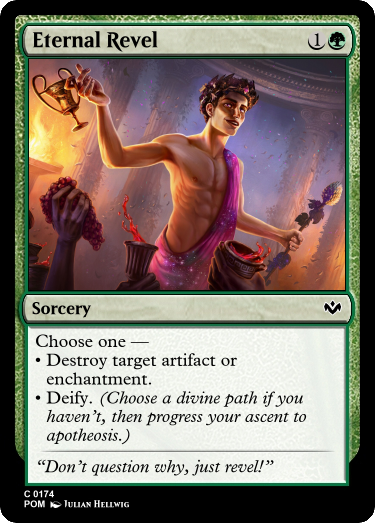 Eternal Revel 1
Sorcery
Choose one —
• Destroy target artifact or
enchantment.
• Deify. (Choose a divine path if you
haven't, then progress your ascent to
apotheosis.)
“Don't question why, just revel!”
C 0174
POM Julian Hellwig